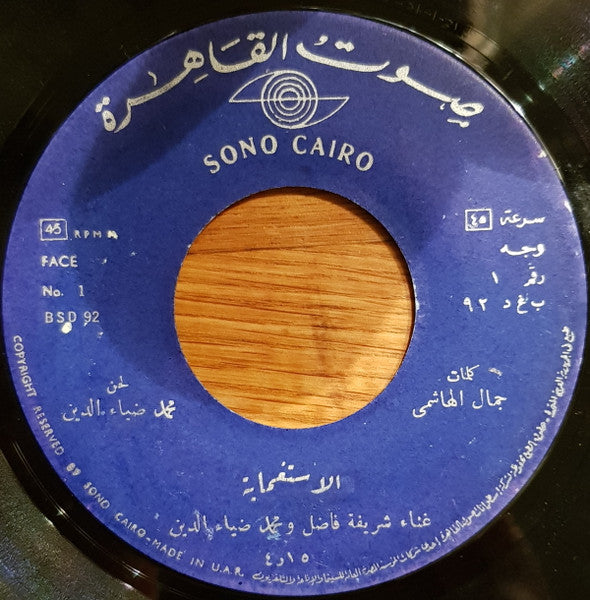 صوت القاهرة
SONO CAIRO
45 RPM
FACE
No. 1
BSD 92
سرعة ٤٥
وجه
رقم ١
ب غ د ٩٢
كلمات
جمال الهاشمى
لحن
محمد ضياء الدين
الاستغماية
غناء شريفة فاضل ومحمد ضياء الدين
٤٫١٥
COPYRIGHT RESERVED BY SONO CAIRO-MADE IN U.A.R.